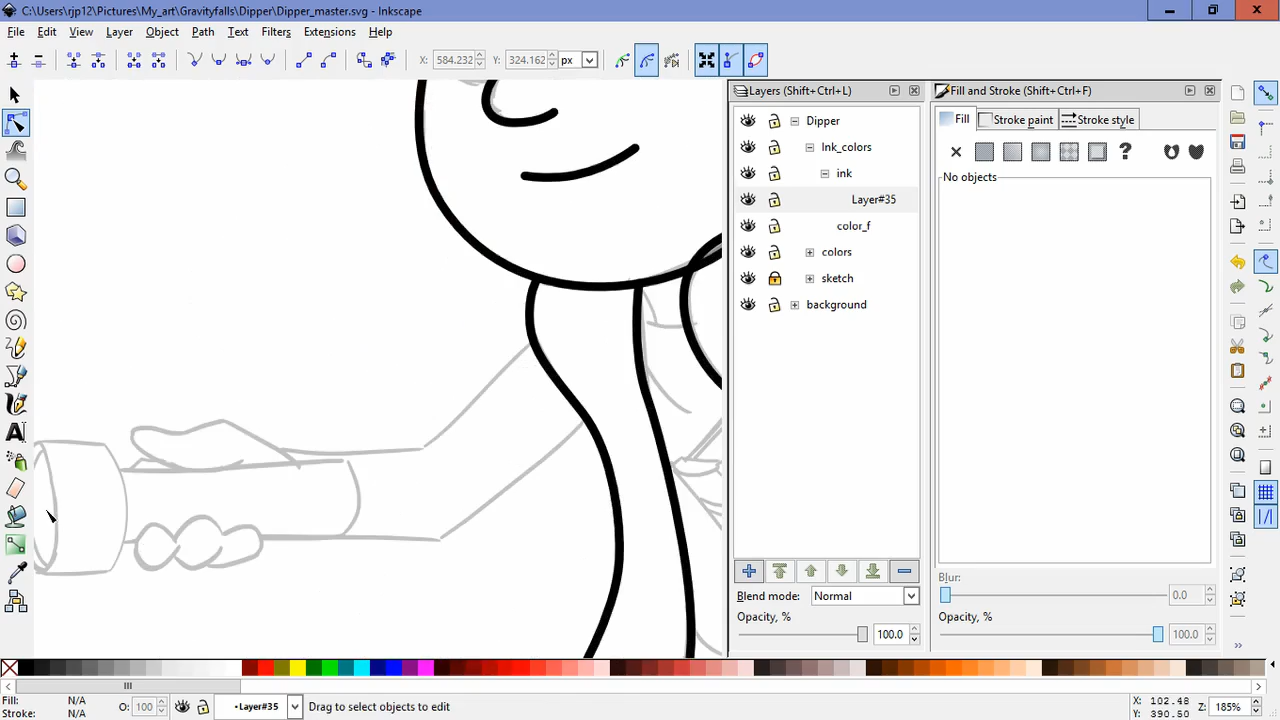 C:\Users\rjp12\Pictures\My_art\Gravityfalls\Dipper\Dipper_master.svg - Inkscape
File Edit View Layer Object Path Text Filters Extensions Help
X: 584.232 Y: 324.162 px
Layers (Shift+Ctrl+L)
Fill and Stroke (Shift+Ctrl+F)
Fill Stroke paint Stroke style
Dipper
Ink_colors
ink
Layer#35
color_f
colors
sketch
background
?
No objects
Blend mode: Normal
Opacity, %
100.0
Blur:
0.0
Opacity, %
100.0
Fill: N/A
Stroke: N/A
O: 100
•Layer#35
Drag to select objects to edit
X: 102.48
Y: 390.50
Z: 185%